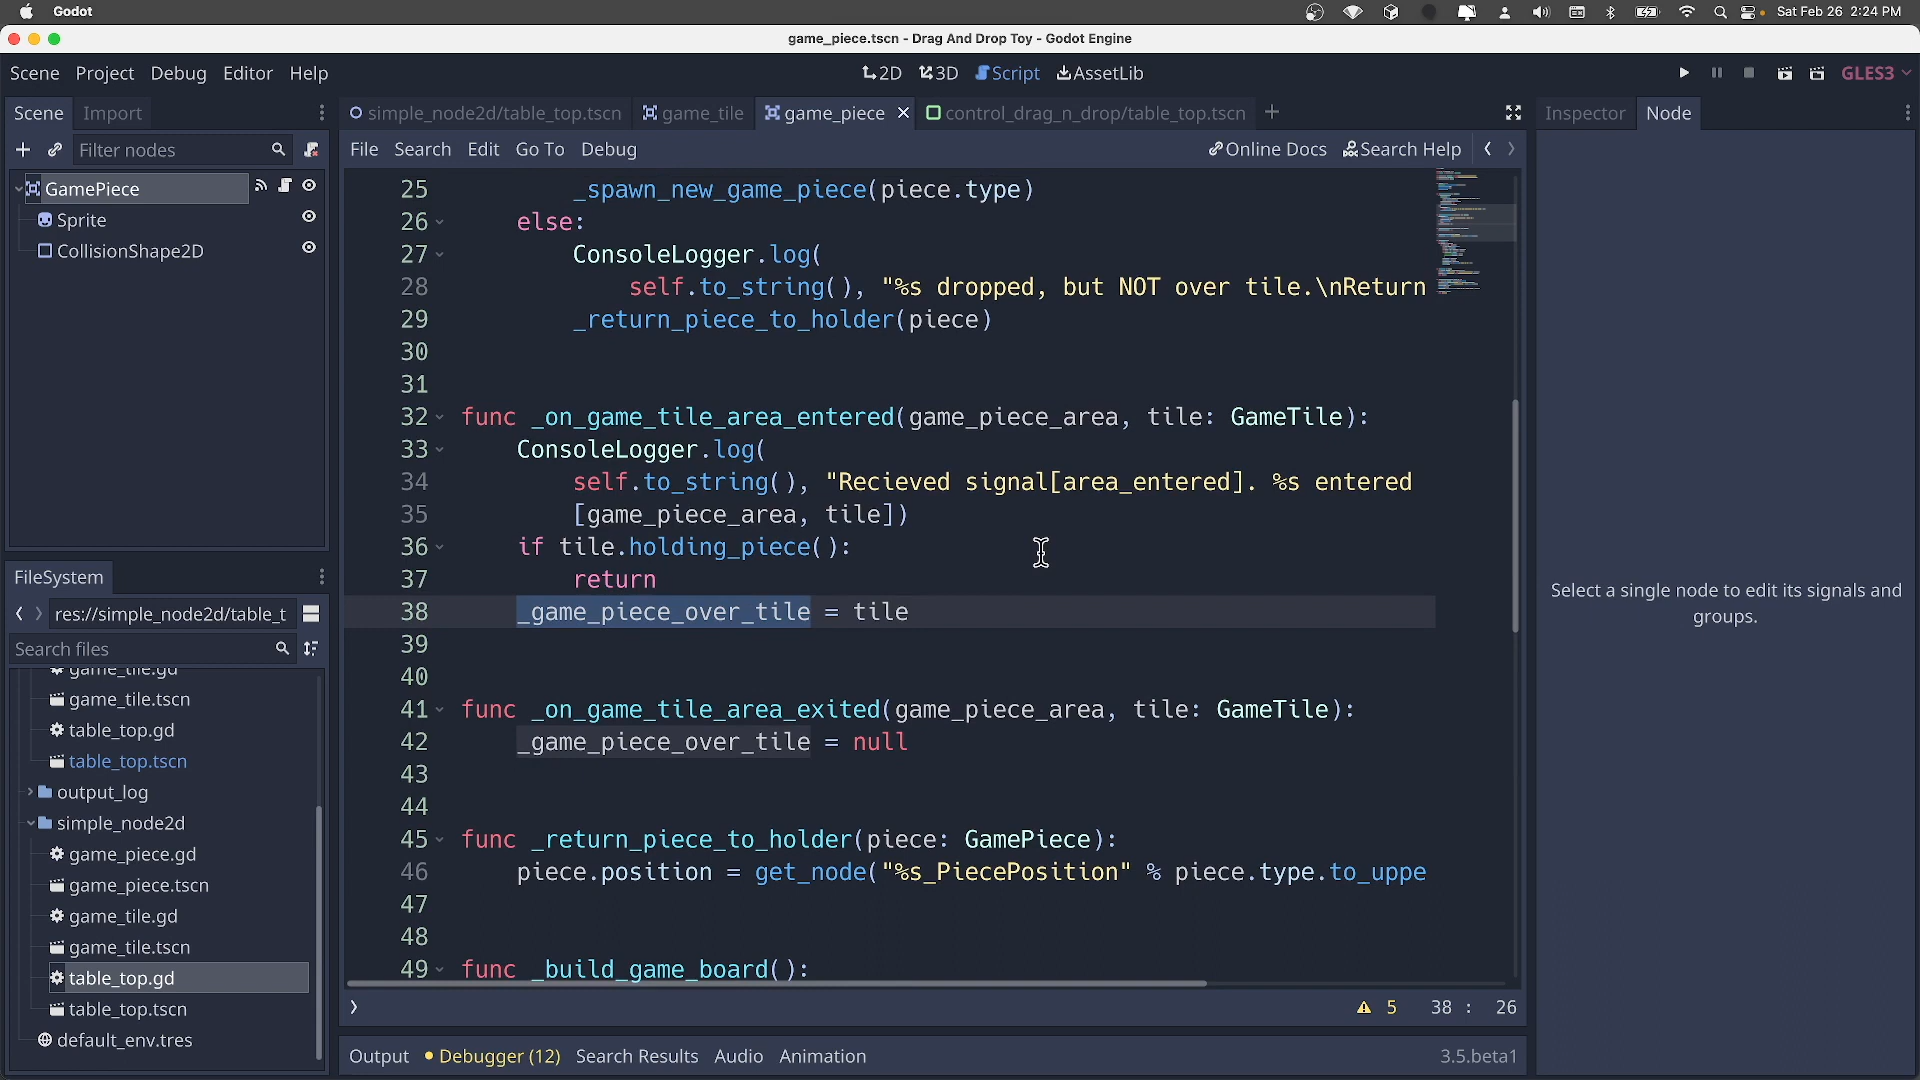 Godot
Sat Feb 26 2:24 PM
game_piece.tscn - Drag And Drop Toy - Godot Engine
Scene Project Debug Editor Help
2D 3D Script AssetLib
GLES3
Scene Import
simple_node2d/table_top.tscn game_tile game_piece control_drag_n_drop/table_top.tscn
Inspector Node
Filter nodes
File Search Edit Go To Debug
Online Docs Search Help
GamePiece
Sprite
CollisionShape2D
25 _spawn_new_game_piece(piece.type)
26 else:
27 ConsoleLogger.log(
28 self.to_string(), "%s dropped, but NOT over tile.\nReturn
29 _return_piece_to_holder(piece)
30
31
32 func _on_game_tile_area_entered(game_piece_area, tile: GameTile):
33 ConsoleLogger.log(
34 self.to_string(), "Recieved signal[area_entered]. %s entered
35 [game_piece_area, tile])
36 if tile.holding_piece():
37 return
38 _game_piece_over_tile = tile
39
40
41 func _on_game_tile_area_exited(game_piece_area, tile: GameTile):
42 _game_piece_over_tile = null
43
44
45 func _return_piece_to_holder(piece: GamePiece):
46 piece.position = get_node("%s_PiecePosition" % piece.type.to_uppe
47
48
49 func _build_game_board():
5 38 : 26
FileSystem
res://simple_node2d/table_t
Search files
game_tile.gd
game_tile.tscn
table_top.gd
table_top.tscn
output_log
simple_node2d
game_piece.gd
game_piece.tscn
game_tile.gd
game_tile.tscn
table_top.gd
table_top.tscn
default_env.tres
Select a single node to edit its signals and
groups.
Output Debugger (12) Search Results Audio Animation
3.5.beta1